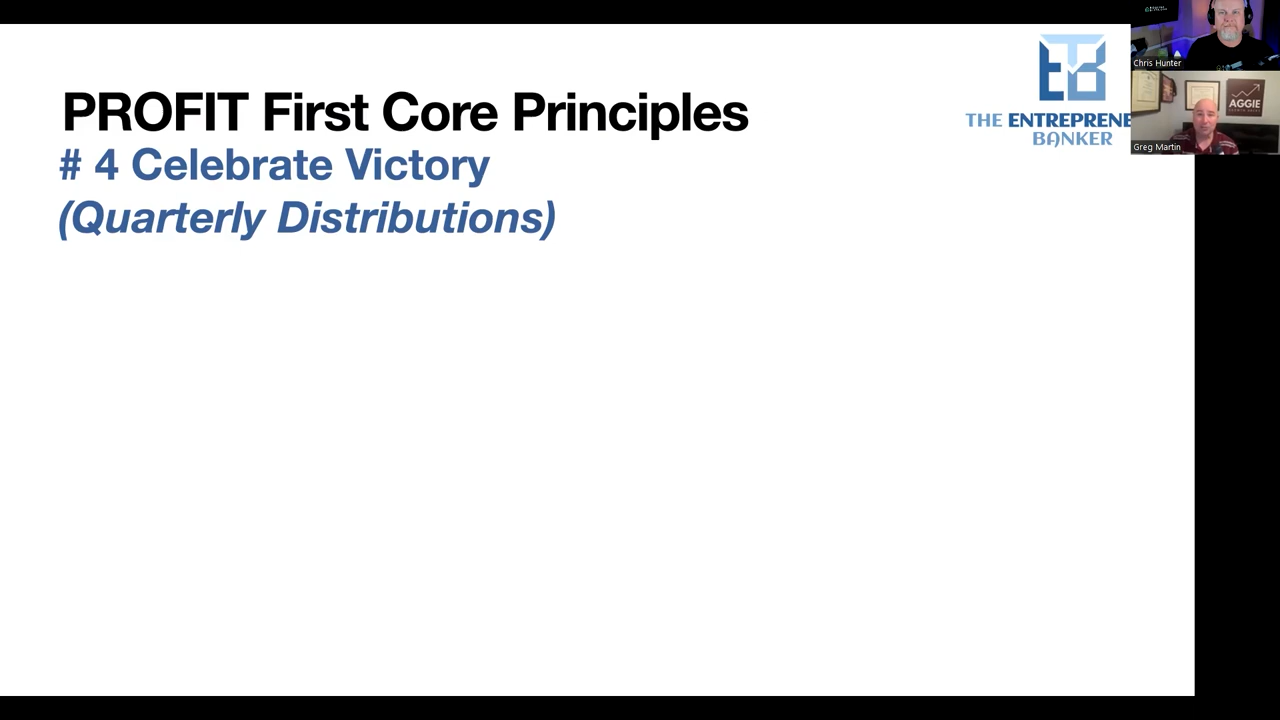 PROFIT First Core Principles
# 4 Celebrate Victory
(Quarterly Distributions)
THE ENTREPRENE
BANKER
Chris Hunter
AGGIE
Greg Martin